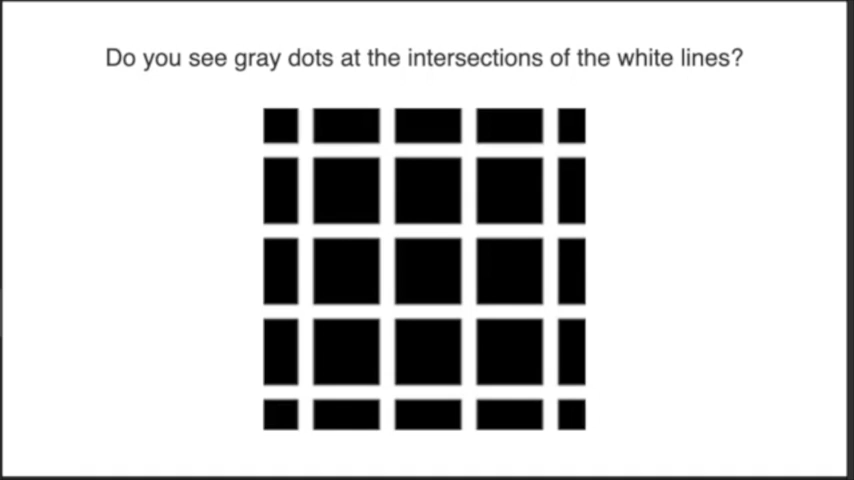 Do you see gray dots at the intersections of the white lines?